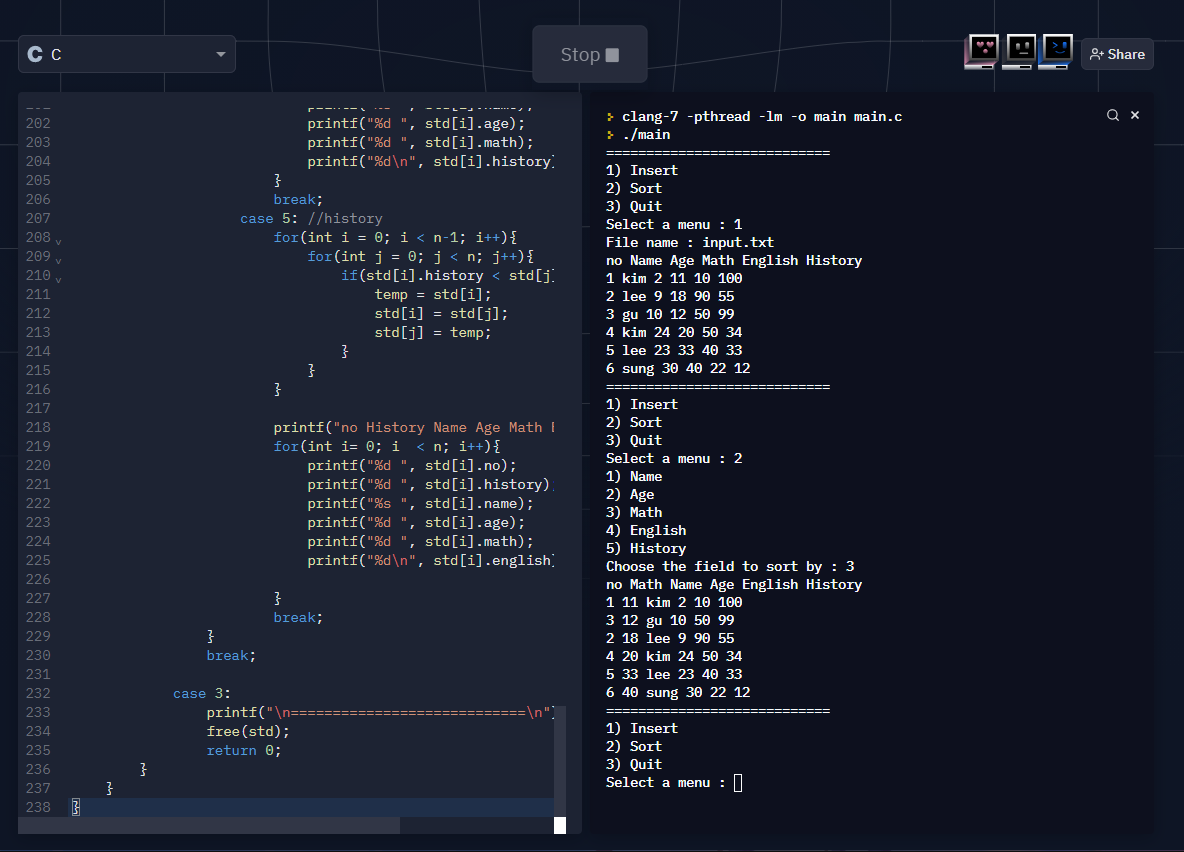 C
Stop
Share
202 printf("%d ", std[i].age);
203 printf("%d ", std[i].math);
204 printf("%d\n", std[i].history)
205 }
206 break;
207 case 5: //history
208 for(int i = 0; i < n-1; i++){
209 for(int j = 0; j < n; j++){
210 if(std[i].history < std[j]
211 temp = std[i];
212 std[i] = std[j];
213 std[j] = temp;
214 }
215 }
216 }
217
218 printf("no History Name Age Math E
219 for(int i= 0; i  < n; i++){
220 printf("%d ", std[i].no);
221 printf("%d ", std[i].history)
222 printf("%s ", std[i].name);
223 printf("%d ", std[i].age);
224 printf("%d ", std[i].math);
225 printf("%d\n", std[i].english)
226
227 }
228 break;
229 }
230 break;
231
232 case 3:
233 printf("\n============================\n"
234 free(std);
235 return 0;
236 }
237 }
238 }
clang-7 -pthread -lm -o main main.c
./main
============================
1) Insert
2) Sort
3) Quit
Select a menu : 1
File name : input.txt
no Name Age Math English History
1 kim 2 11 10 100
2 lee 9 18 90 55
3 gu 10 12 50 99
4 kim 24 20 50 34
5 lee 23 33 40 33
6 sung 30 40 22 12
============================
1) Insert
2) Sort
3) Quit
Select a menu : 2
1) Name
2) Age
3) Math
4) English
5) History
Choose the field to sort by : 3
no Math Name Age English History
1 11 kim 2 10 100
3 12 gu 10 50 99
2 18 lee 9 90 55
4 20 kim 24 50 34
5 33 lee 23 40 33
6 40 sung 30 22 12
============================
1) Insert
2) Sort
3) Quit
Select a menu :